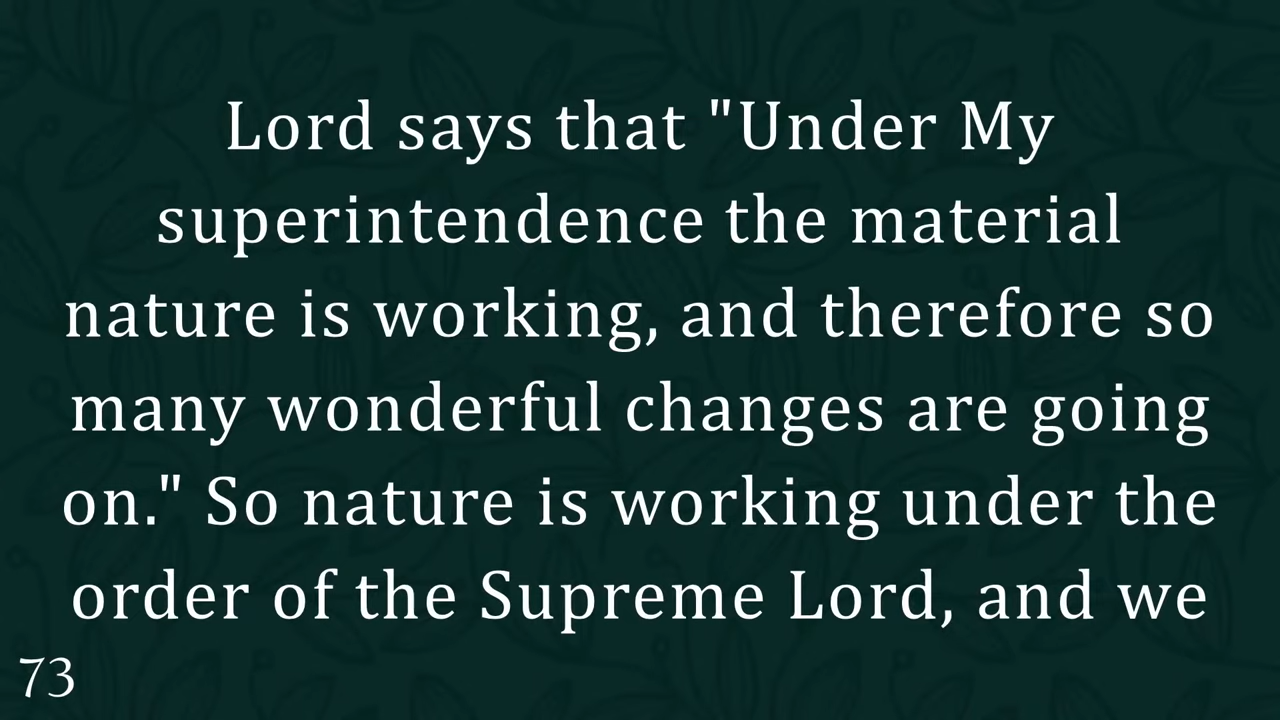 Lord says that "Under My
superintendence the material
nature is working, and therefore so
many wonderful changes are going
on." So nature is working under the
order of the Supreme Lord, and we
73